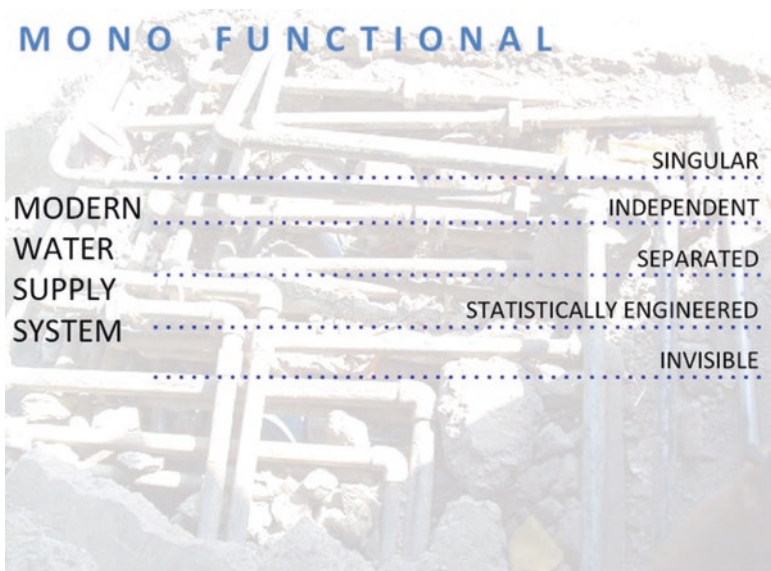 MONO FUNCTIONAL
MODERN
WATER
SUPPLY
SYSTEM
SINGULAR
INDEPENDENT
SEPARATED
STATISTICALLY ENGINEERED
INVISIBLE